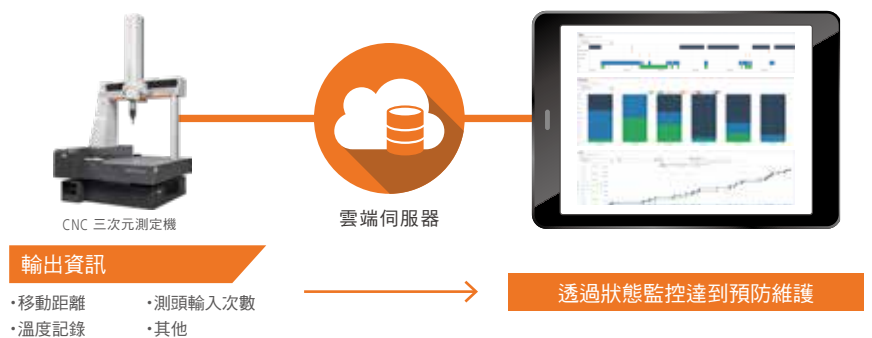 CNC 三次元測定機
雲端伺服器
輸出資訊
･移動距離
･測頭輸入次數
･溫度記錄
･其他
透過狀態監控達到預防維護